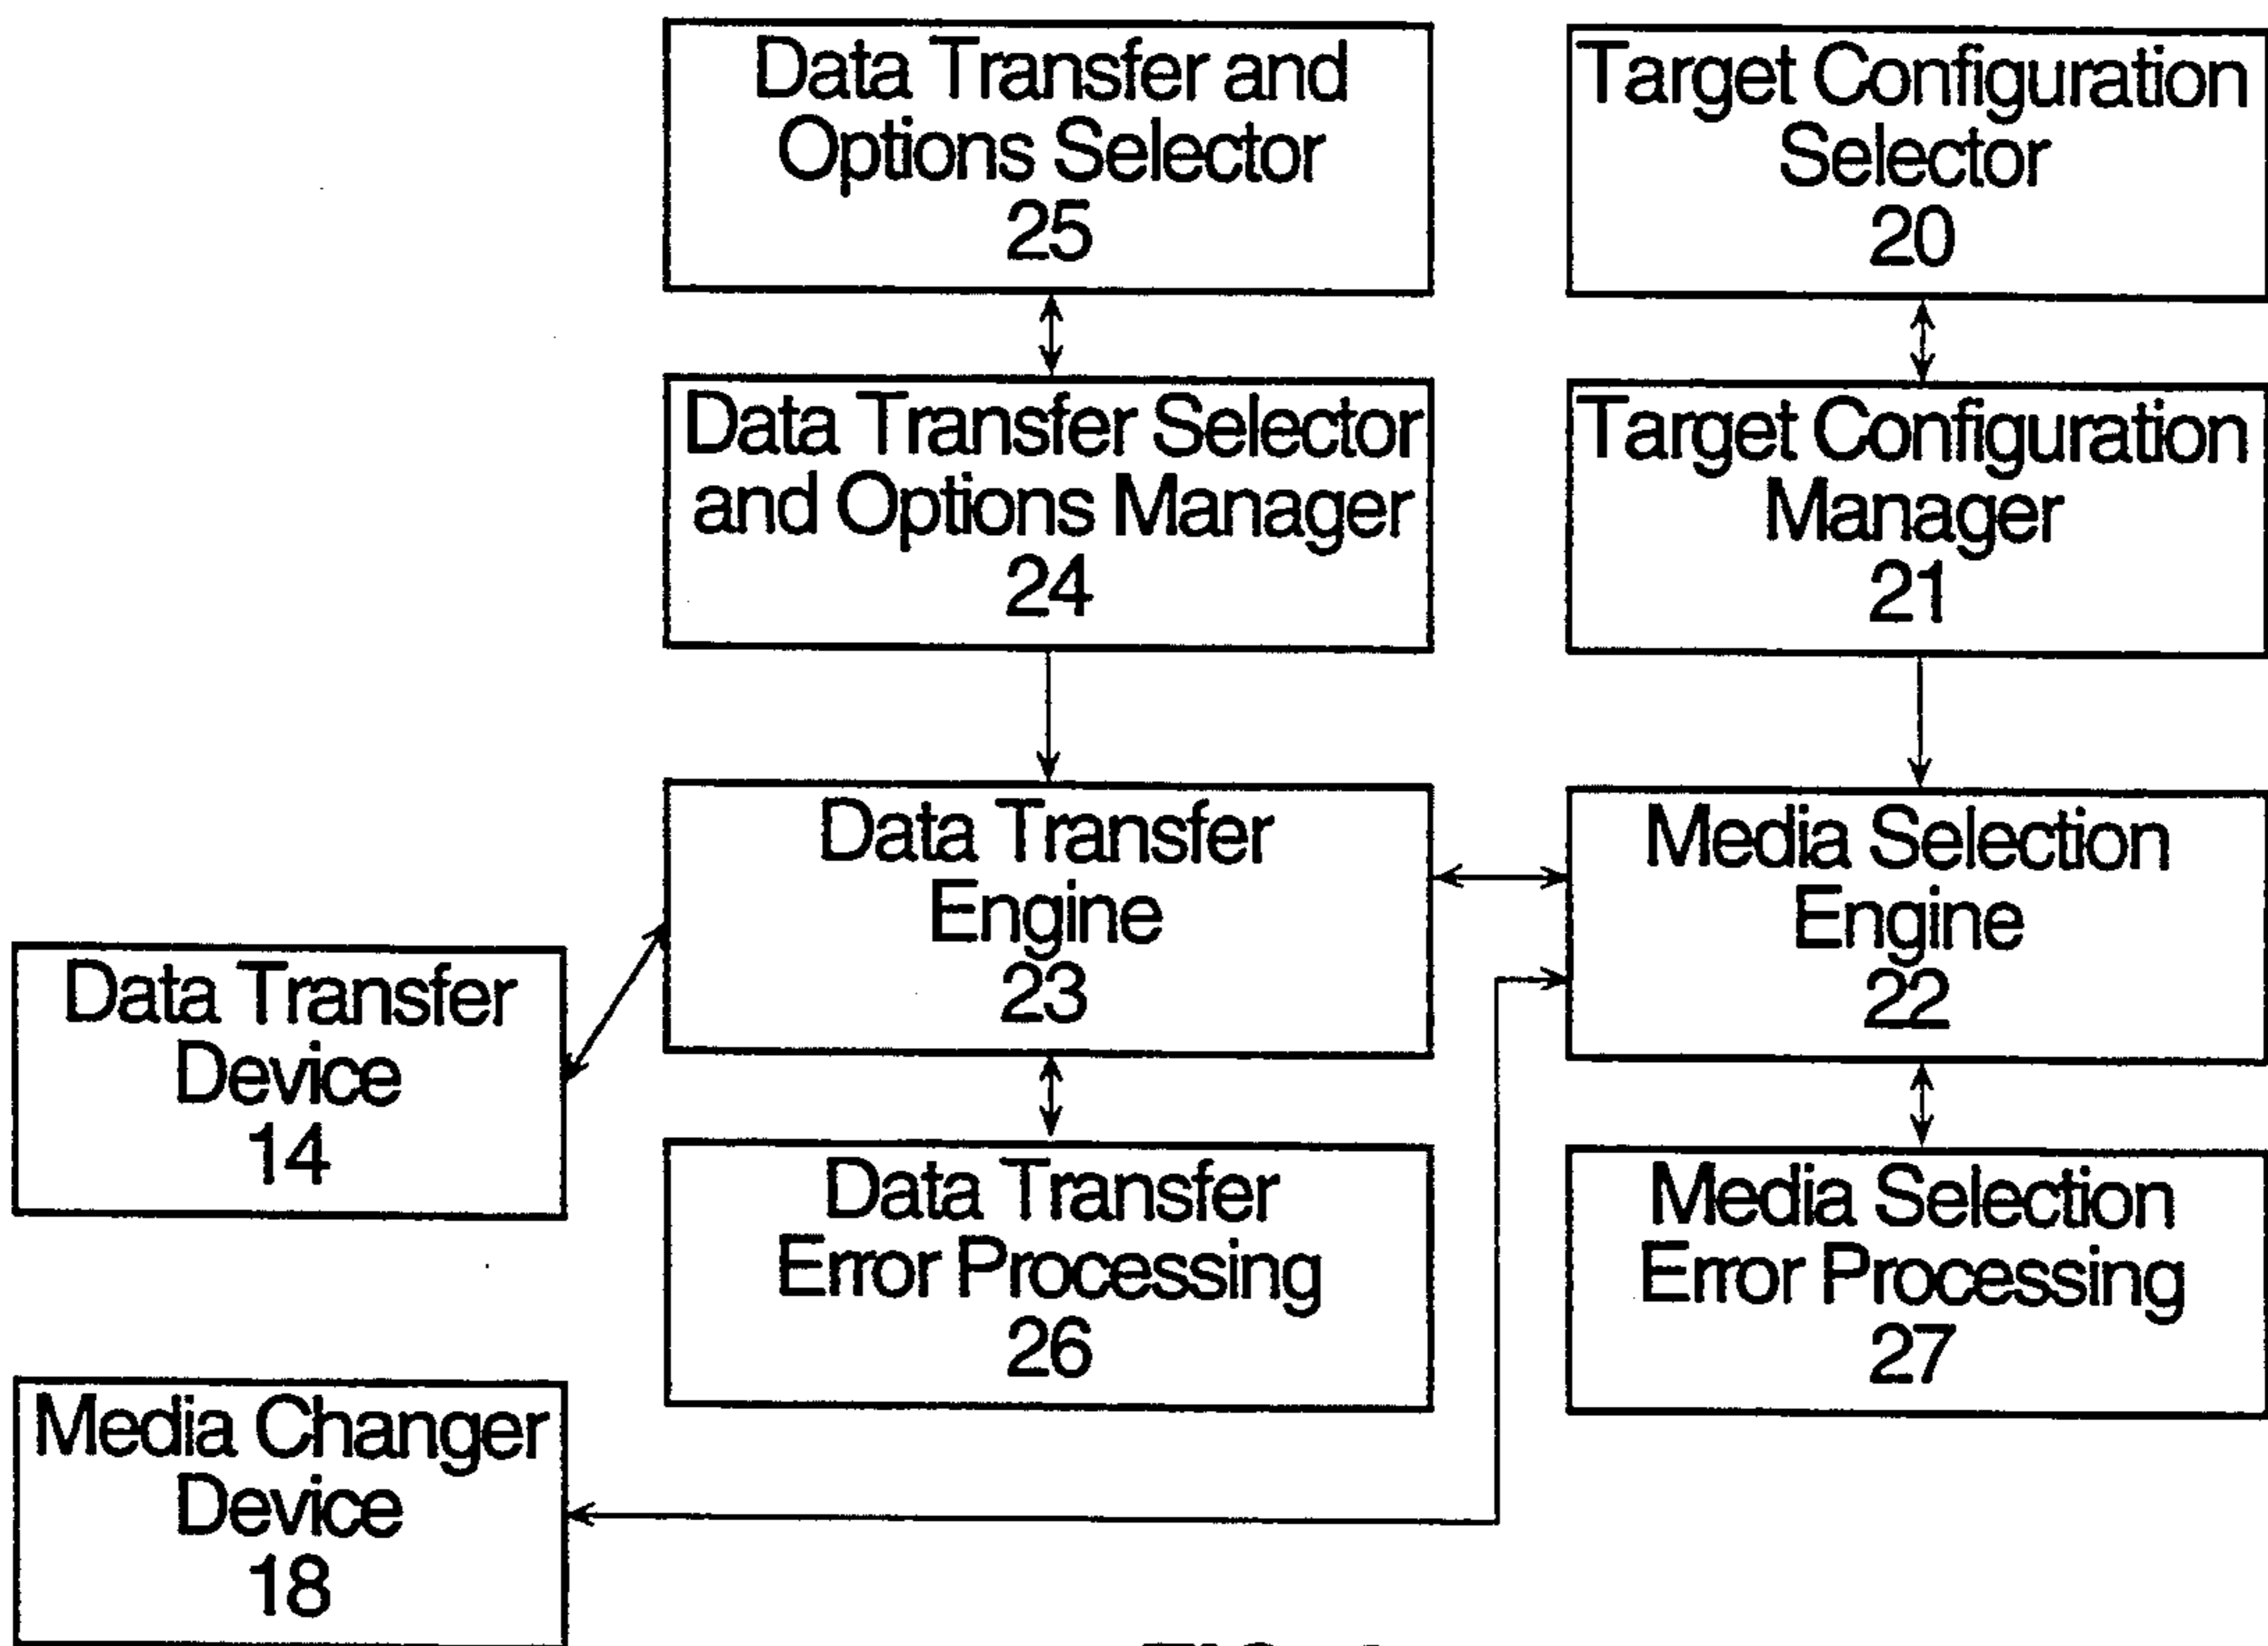 Data Transfer and
Options Selector
25
Target Configuration
Selector
20
Data Transfer Selector
and Options Manager
24
Target Configuration
Manager
21
Data Transfer
Engine
23
Media Selection
Engine
22
Data Transfer
Device
14
Data Transfer
Error Processing
26
Media Selection
Error Processing
27
Media Changer
Device
18